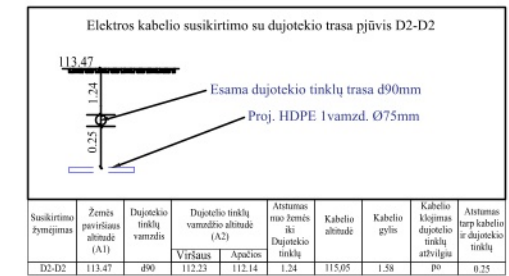 Elektros kabelio susikirtimo su dujotekio trasa pjūvis D2-D2
113.47
1.24
Esama dujotekio tinklų trasa d90mm
Proj. HDPE 1vamzd. Ø75mm
0.25
Susikirtimo žymėjimas
Žemės paviršiaus altitudė (A1)
Dujotekio tinklų vamzdis
Dujotelio tinklų vamzdžio altitudė (A2)
Viršaus
Apačios
Atstumas nuo žemės iki Dujotekio tinklų
Kabelio altitudė
Kabelio gylis
Kabelio klojimas dujotelio tinklų atžvilgiu
Atstumas tarp kabelio ir dujotekio tinklų
D2-D2 113.47 d90 112.23 112.14 1.24 115,05 1.58 po 0.25